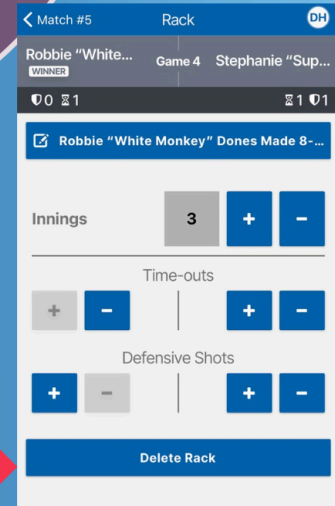 Match #5
Rack
DH
Robbie "White...
WINNER
Game 4
Stephanie "Sup...
0 1
1 1
Robbie "White Monkey" Dones Made 8-...
Innings
3
+
−
Time-outs
+
−
+
−
Defensive Shots
+
−
+
−
Delete Rack